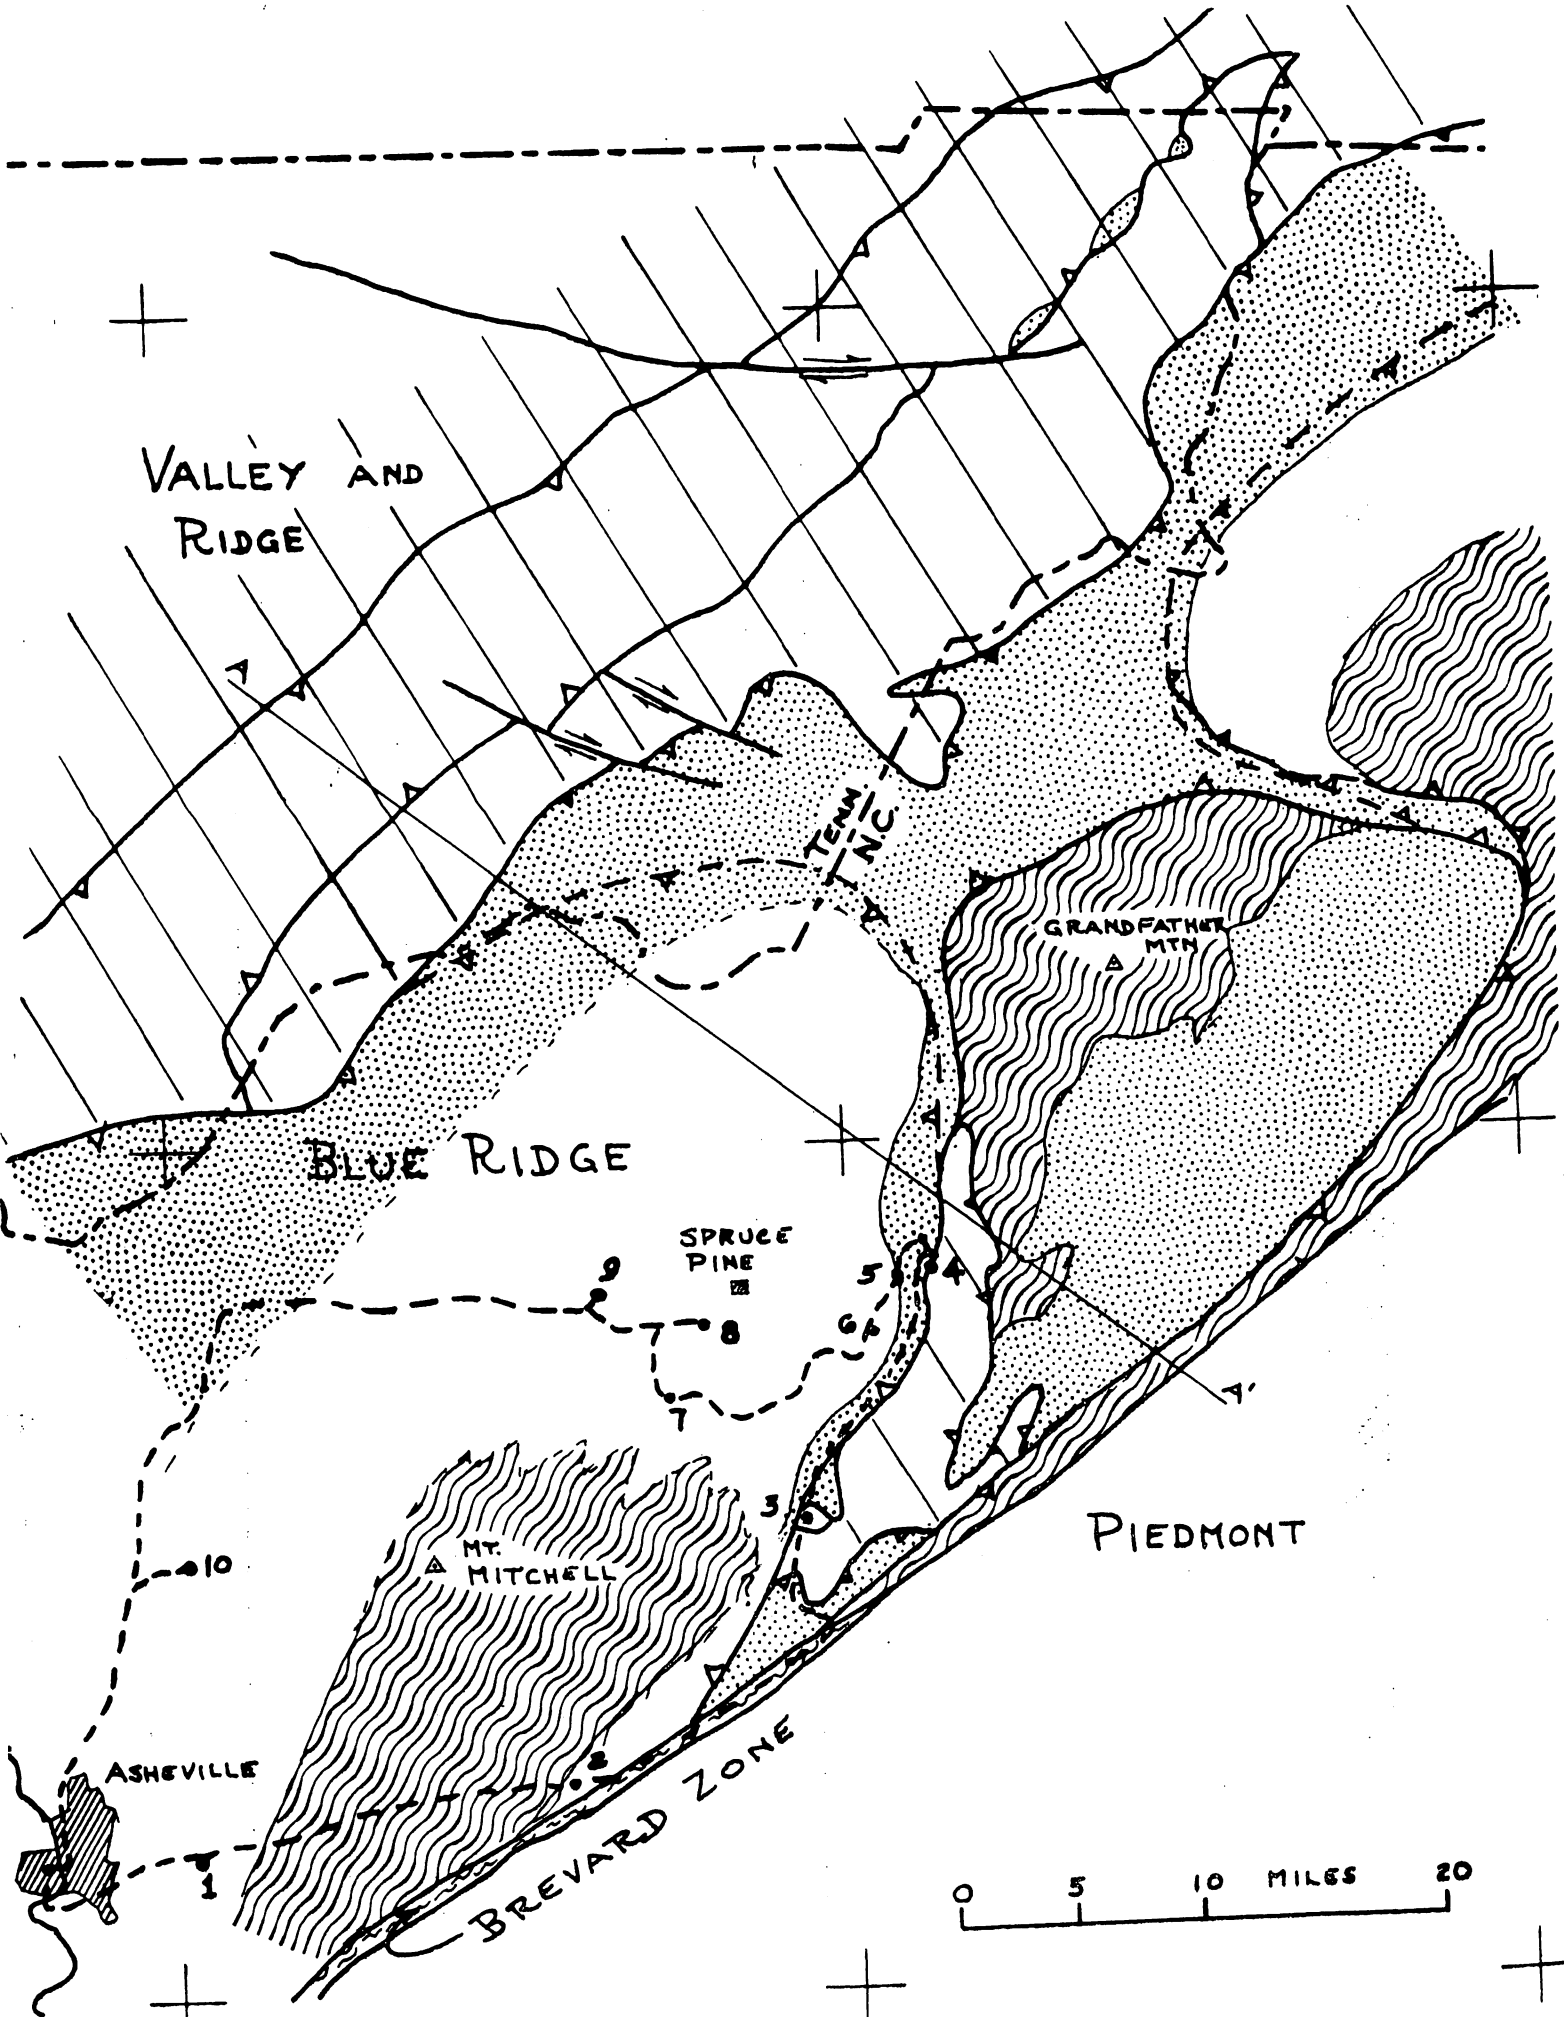 VALLEY AND
RIDGE
A
TENN
N.C.
GRANDFATHER
MTN
BLUE RIDGE
SPRUCE
PINE
9
5
4
8
6
7
A'
3
PIEDMONT
MT.
MITCHELL
10
2
ASHEVILLE
1
BREVARD ZONE
0 5 10 MILES 20